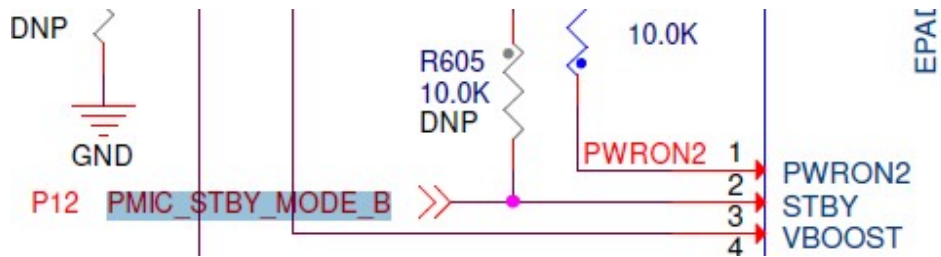 DNP
10.0K
EPAD
R605
10.0K
DNP
GND
PWRON2 1
PWRON2
P12 PMIC_STBY_MODE_B
2
STBY
3
VBOOST
4